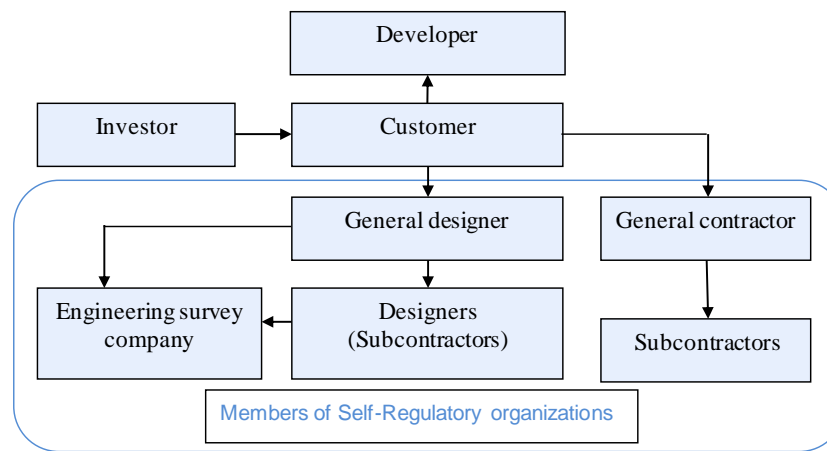 Developer
Investor
Customer
General designer
General contractor
Engineering survey
company
Designers
(Subcontractors)
Subcontractors
Members of Self-Regulatory organizations